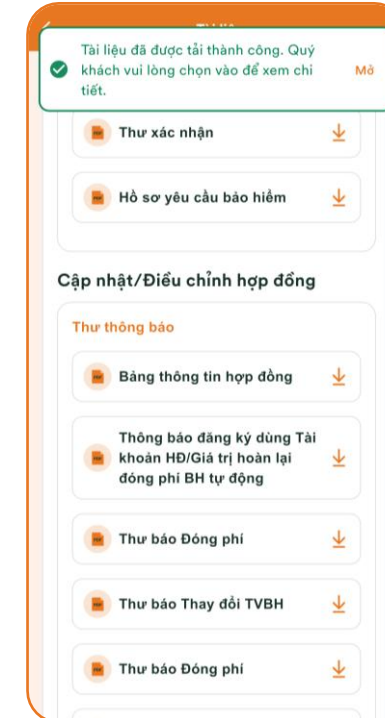 Tài liệu đã được tải thành công. Quý
khách vui lòng chọn vào để xem chi
tiết.
Mở
Thư xác nhận
Hồ sơ yêu cầu bảo hiểm
Cập nhật/Điều chỉnh hợp đồng
Thư thông báo
Bảng thông tin hợp đồng
Thông báo đăng ký dùng Tài
khoản HĐ/Giá trị hoàn lại
đóng phí BH tự động
Thư báo Đóng phí
Thư báo Thay đổi TVBH
Thư báo Đóng phí